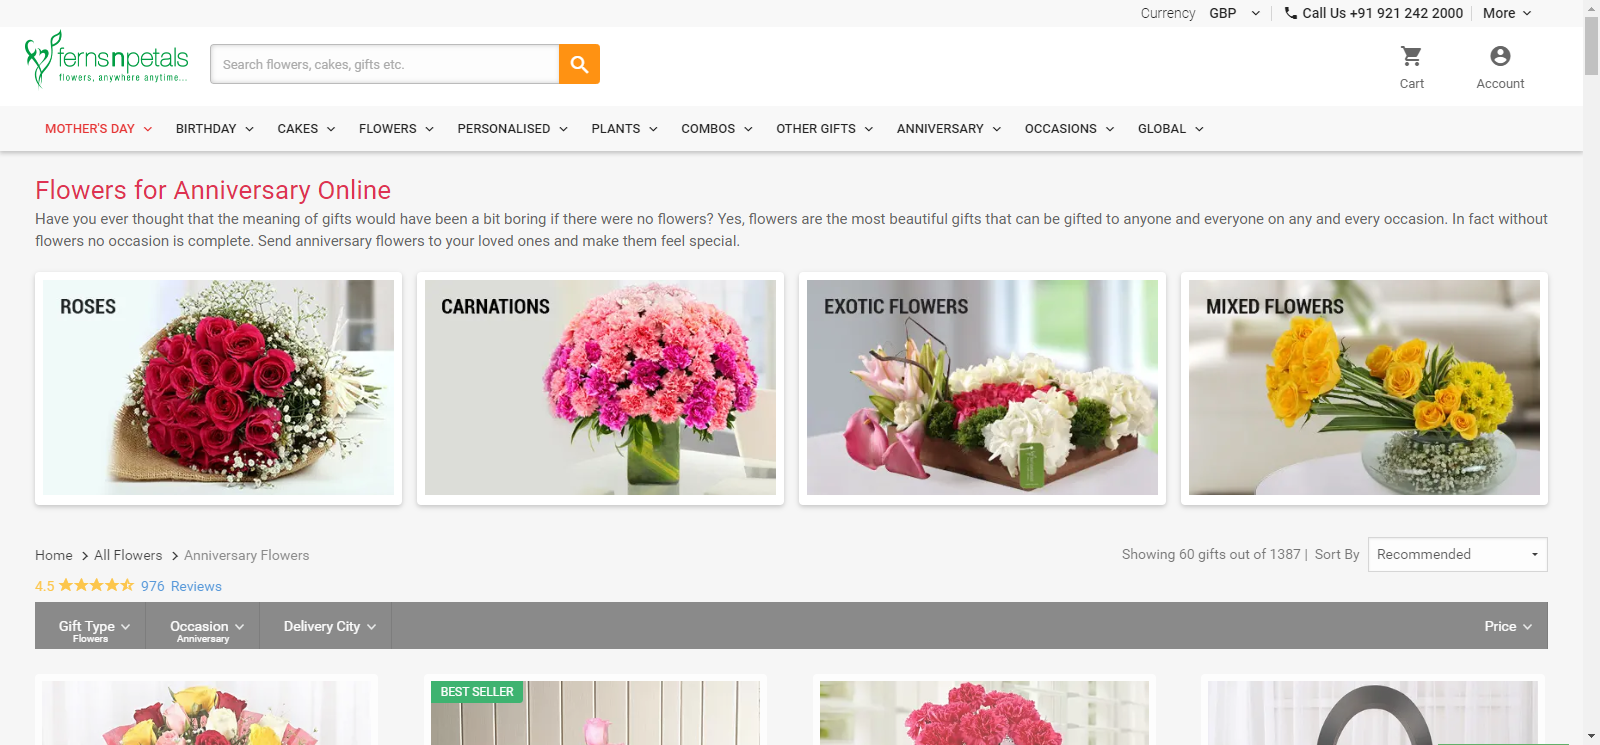 Currency GBP Call Us +91 921 242 2000 More
fernsnpetals
flowers, anywhere anytime...
Search flowers, cakes, gifts etc.
Cart Account
MOTHER'S DAY BIRTHDAY CAKES FLOWERS PERSONALISED PLANTS COMBOS OTHER GIFTS ANNIVERSARY OCCASIONS GLOBAL
Flowers for Anniversary Online
Have you ever thought that the meaning of gifts would have been a bit boring if there were no flowers? Yes, flowers are the most beautiful gifts that can be gifted to anyone and everyone on any and every occasion. In fact without
flowers no occasion is complete. Send anniversary flowers to your loved ones and make them feel special.
ROSES CARNATIONS EXOTIC FLOWERS MIXED FLOWERS
Home > All Flowers > Anniversary Flowers
Showing 60 gifts out of 1387 | Sort By Recommended
4.5 976 Reviews
Gift Type Occasion Delivery City Price
Flowers Anniversary
BEST SELLER